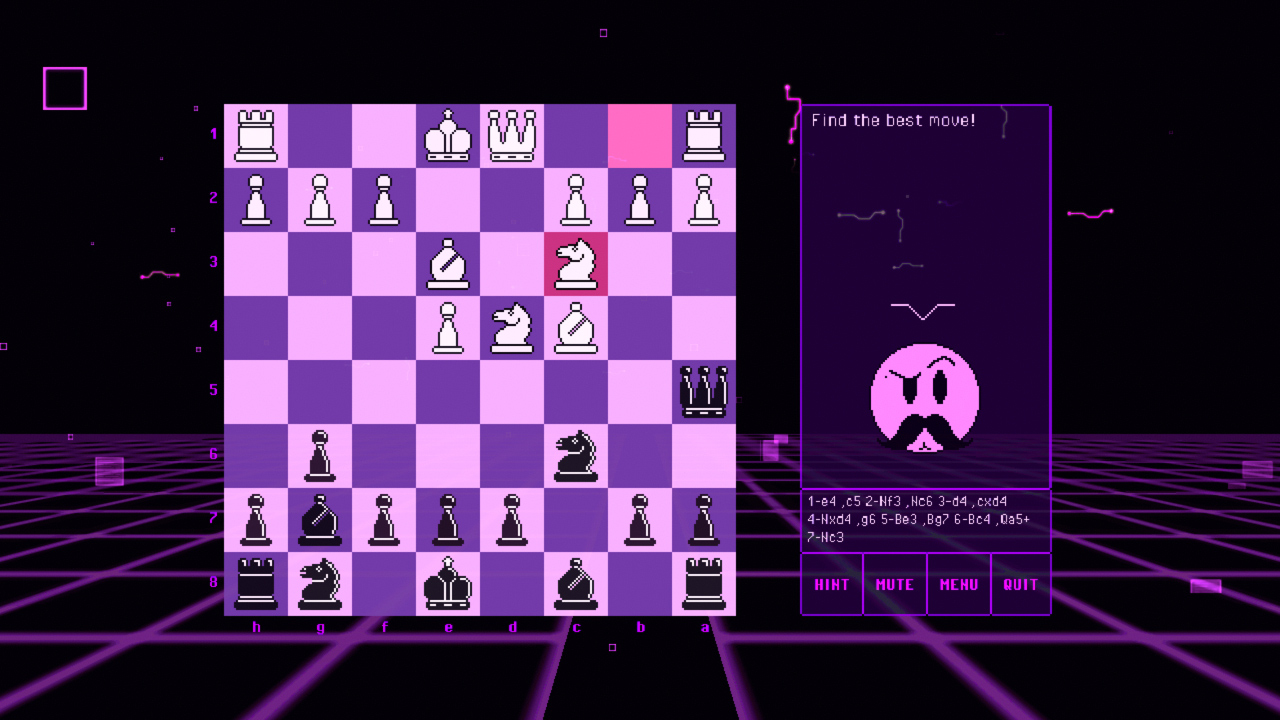 Find the best move!
1
2
3
4
5
6
7
8
h g f e d c b a
1-e4 ,c5 2-Nf3 ,Nc6 3-d4 ,cxd4
4-Nxd4 ,g6 5-Be3 ,Bg7 6-Bc4 ,Qa5+
7-Nc3
HINT MUTE MENU QUIT